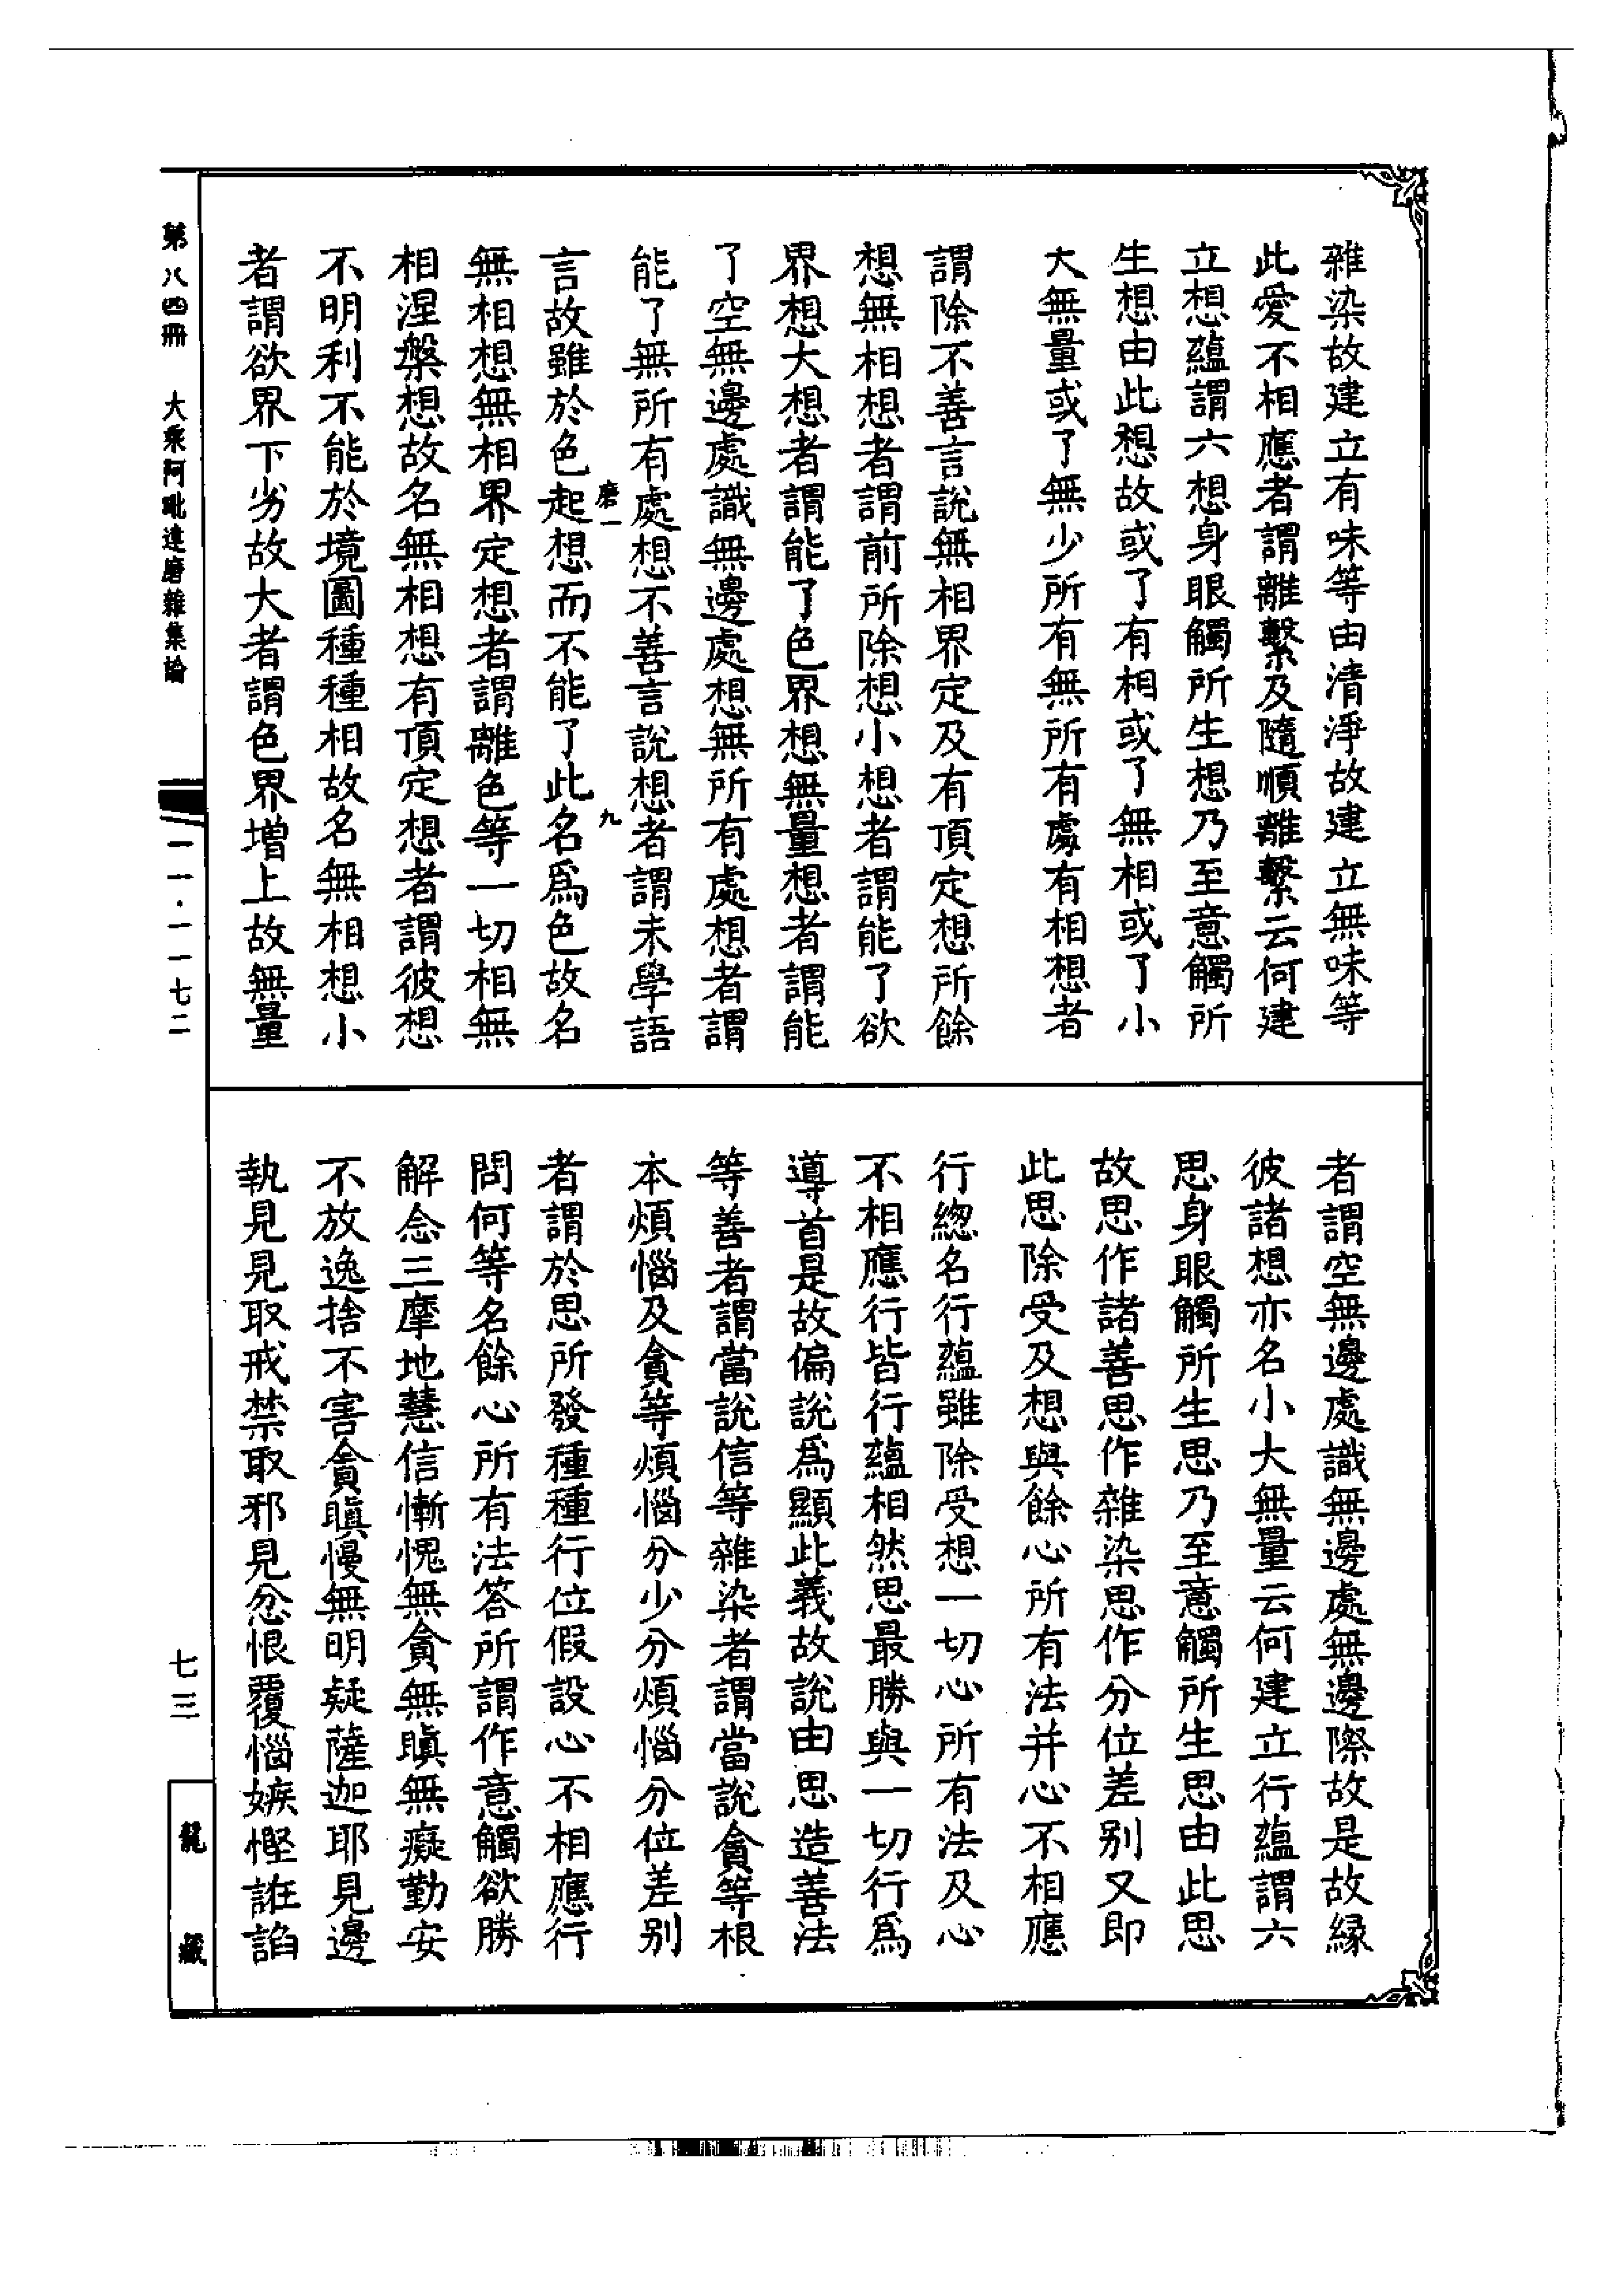 雜染故建立有味等由清淨故建立無味等
此愛不相應者謂離繫及隨順離繫云何建
立想蘊謂六想身眼觸所生想乃至意觸所
生想由此想故或了有相或了無相或了小
大無量或了無少所有無所有處有相想者
謂除不善言說無相界定及有頂定想所餘
想無相想者謂前所除想小想者謂能了欲
界想大想者謂能了色界想無量想者謂能
了空無邊處識無邊處想無所有處想者謂
能了無所有處想不善言說想者謂未學語
磨一 九
言故雖於色起想而不能了此名爲色故名
無相想無相界定想者謂離色等一切相無
相涅槃想故名無相想有頂定想者謂彼想
不明利不能於境圖種種相故名無相想小
者謂欲界下劣故大者謂色界增上故無量
者謂空無邊處識無邊處無邊際故是故緣
彼諸想亦名小大無量云何建立行蘊謂六
思身眼觸所生思乃至意觸所生思由此思
故思作諸善思作雜染思作分位差別又即
此思除受及想與餘心所有法并心不相應
行總名行蘊雖除受想一切心所有法及心
不相應行皆行蘊相然思最勝與一切行爲
導首是故偏說爲顯此義故說由思造善法
等善者謂當說信等雜染者謂當說貪等根
本煩惱及貪等煩惱分少分煩惱分位差別
者謂於思所發種種行位假設心不相應行
問何等名餘心所有法答所謂作意觸欲勝
解念三摩地慧信慚愧無貪無瞋無癡勤安
不放逸捨不害貪瞋慢無明疑薩迦耶見邊
執見見取戒禁取邪見忿恨覆惱嫉慳誑諂
第八四冊 大乘阿毗達磨雜集論
一一·一一七二
七三
龍藏